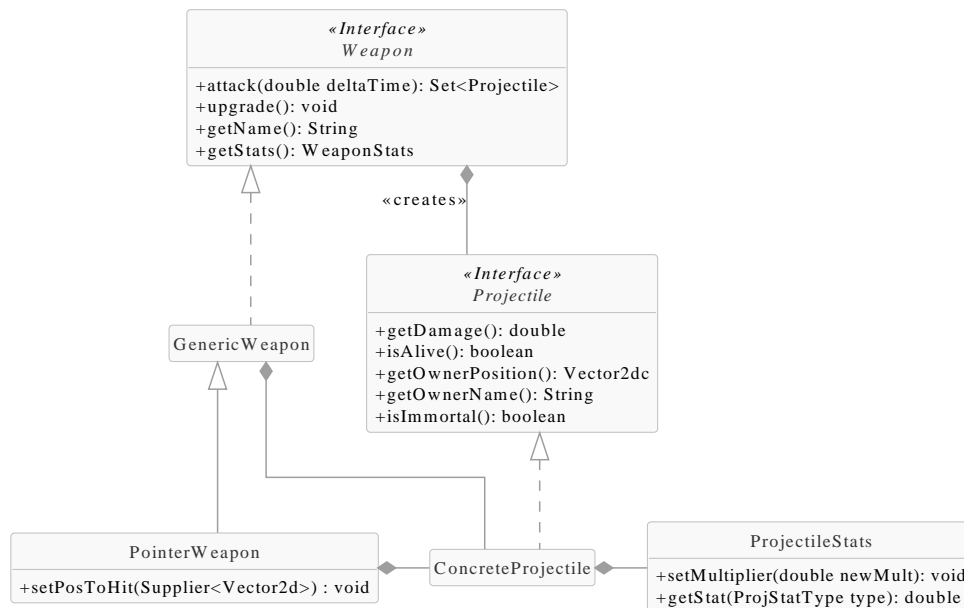 «Interface»
Weapon
+attack(double deltaTime): Set<Projectile>
+upgrade(): void
+getName(): String
+getStats(): WeaponStats
«creates»
«Interface»
Projectile
+getDamage(): double
+isAlive(): boolean
+getOwnerPosition(): Vector2dc
+getOwnerName(): String
+isImmortal(): boolean
GenericWeapon
PointerWeapon
+setPosToHit(Supplier<Vector2d>) : void
ConcreteProjectile
ProjectileStats
+setMultiplier(double newMult): void
+getStat(ProjStatType type): double